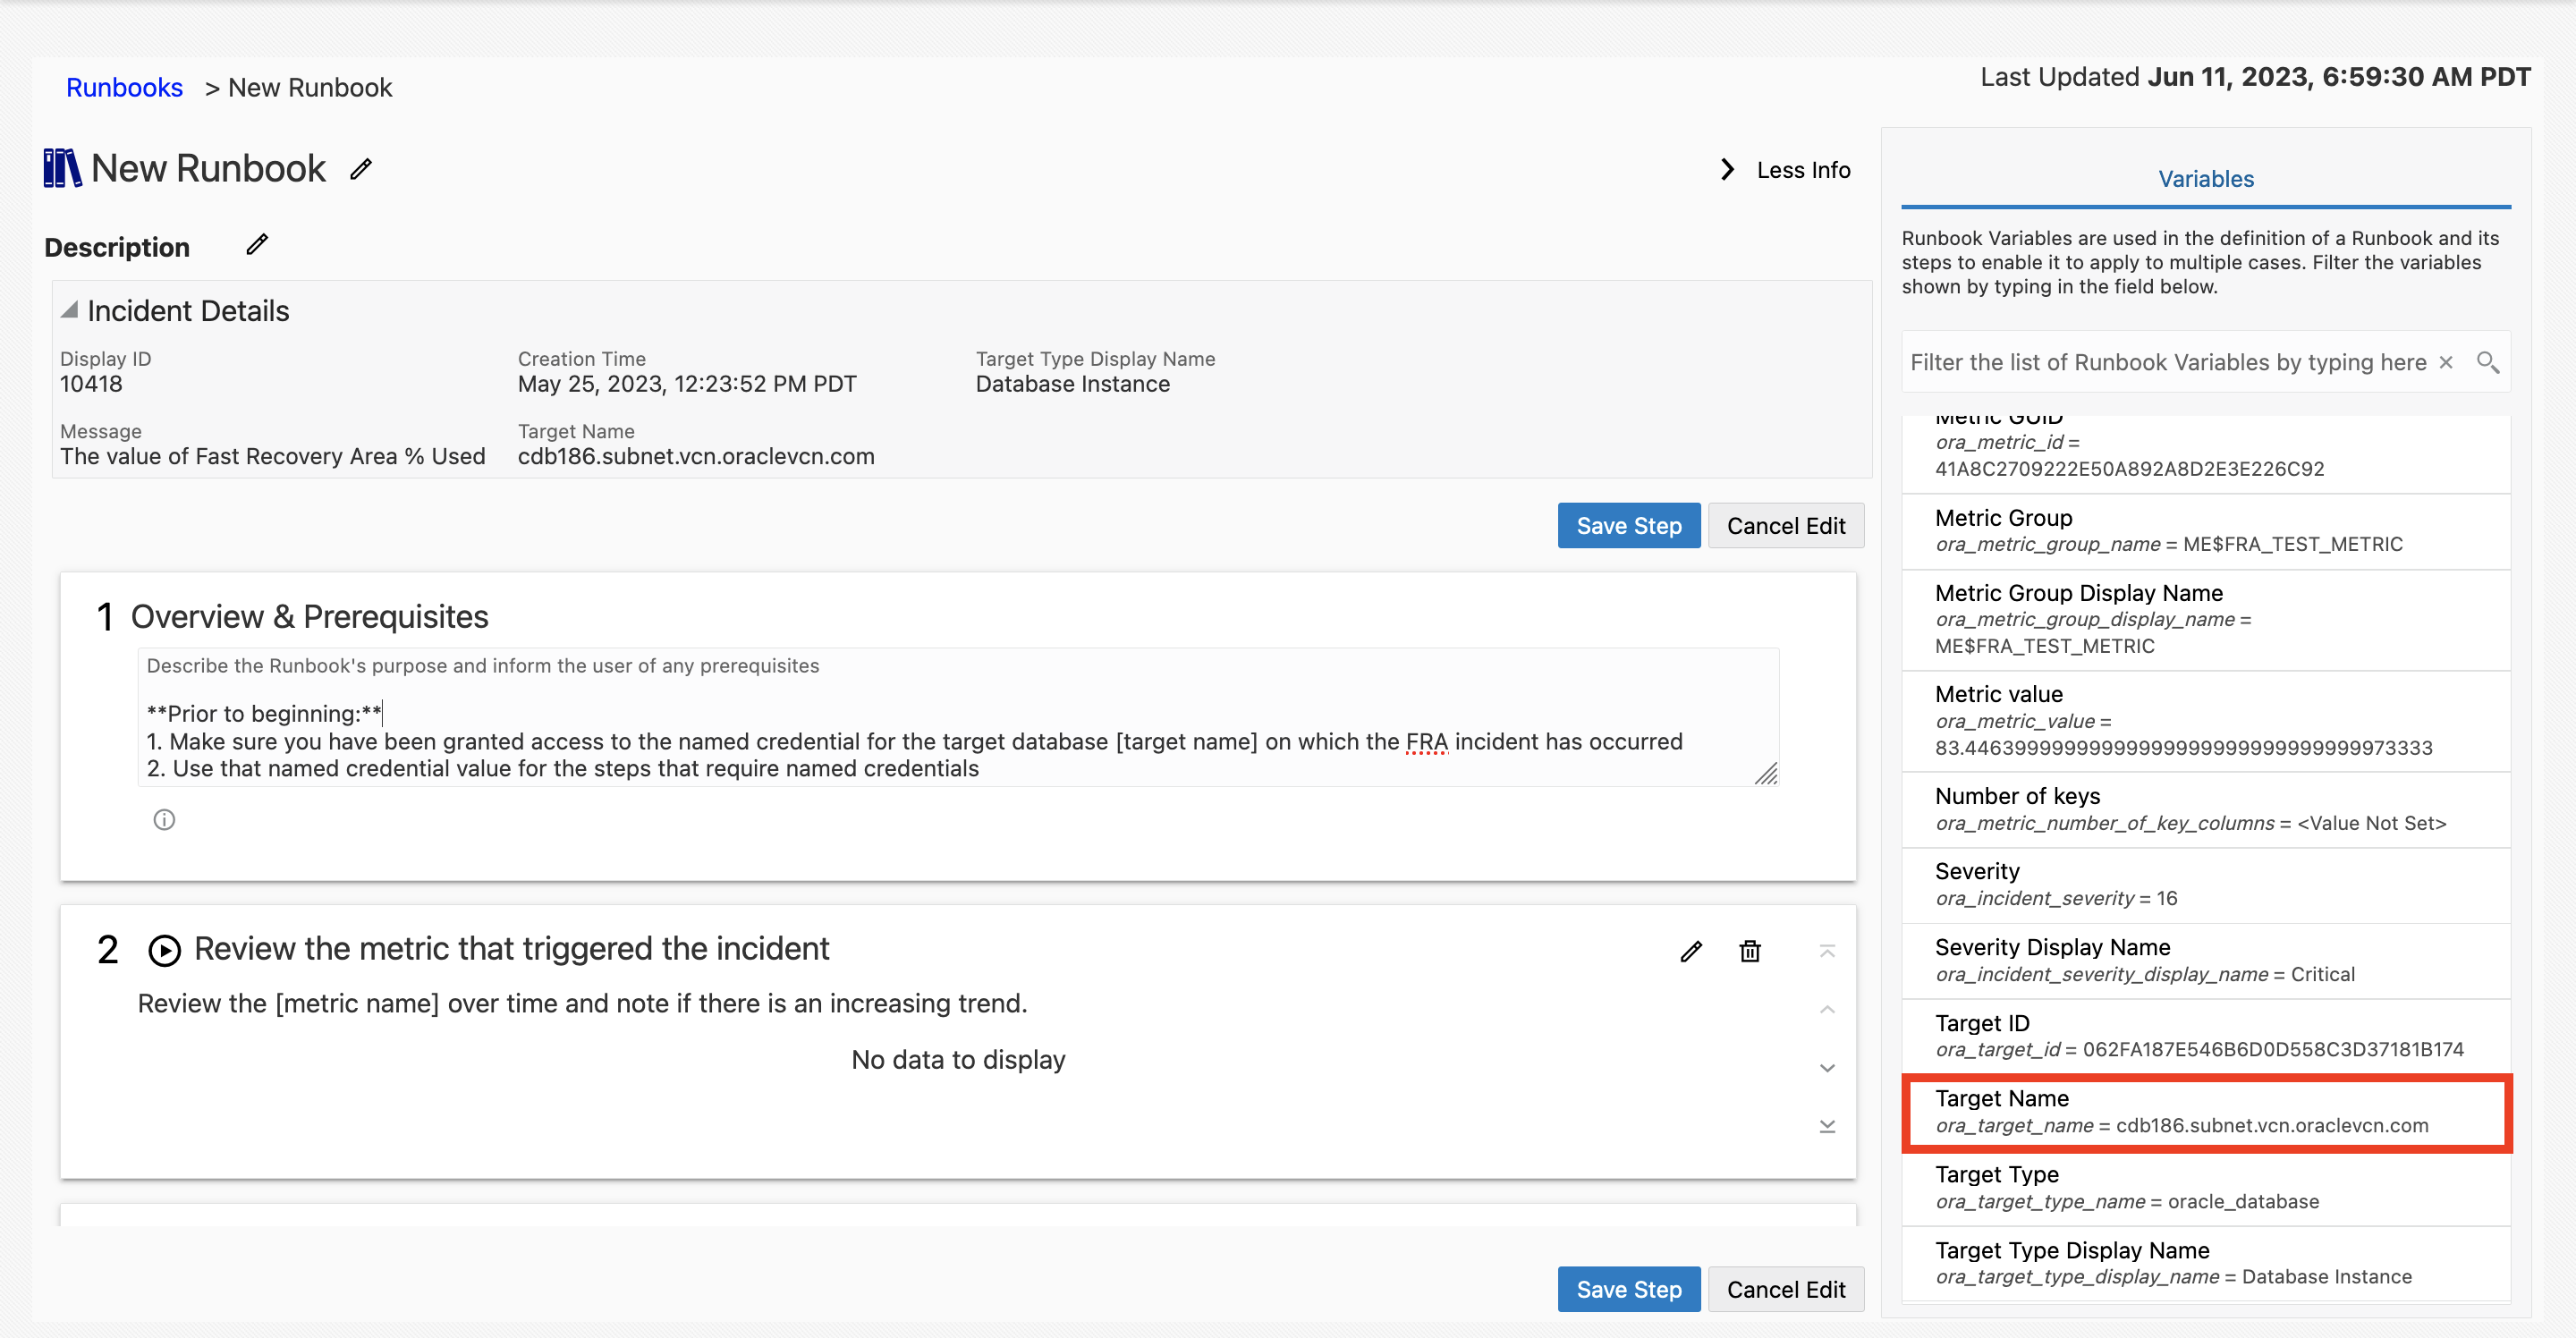 Runbooks > New Runbook
Last Updated Jun 11, 2023, 6:59:30 AM PDT
New Runbook
Less Info
Description
Incident Details
Display ID
10418
Creation Time
May 25, 2023, 12:23:52 PM PDT
Target Type Display Name
Database Instance
Message
The value of Fast Recovery Area % Used
Target Name
cdb186.subnet.vcn.oraclevcn.com
Save Step
Cancel Edit
1 Overview & Prerequisites
Describe the Runbook's purpose and inform the user of any prerequisites
**Prior to beginning:**
1. Make sure you have been granted access to the named credential for the target database [target name] on which the FRA incident has occurred
2. Use that named credential value for the steps that require named credentials
2 Review the metric that triggered the incident
Review the [metric name] over time and note if there is an increasing trend.
No data to display
Save Step
Cancel Edit
Variables
Runbook Variables are used in the definition of a Runbook and its
steps to enable it to apply to multiple cases. Filter the variables
shown by typing in the field below.
Filter the list of Runbook Variables by typing here
Metric GUID
ora_metric_id =
41A8C2709222E50A892A8D2E3E226C92
Metric Group
ora_metric_group_name = ME$FRA_TEST_METRIC
Metric Group Display Name
ora_metric_group_display_name =
ME$FRA_TEST_METRIC
Metric value
ora_metric_value =
Number of keys
ora_metric_number_of_key_columns = <Value Not Set>
Severity
ora_incident_severity = 16
Severity Display Name
ora_incident_severity_display_name = Critical
Target ID
ora_target_id = 062FA187E546B6D0D558C3D37181B174
Target Name
ora_target_name = cdb186.subnet.vcn.oraclevcn.com
Target Type
ora_target_type_name = oracle_database
Target Type Display Name
ora_target_type_display_name = Database Instance